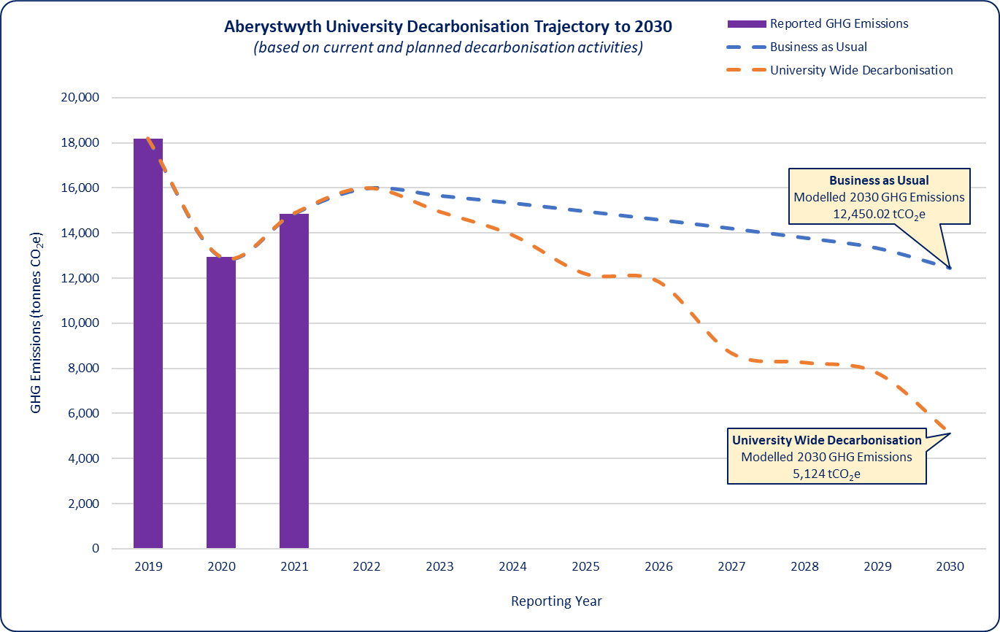 Aberystwyth University Decarbonisation Trajectory to 2030
(based on current and planned decarbonisation activities)
Reported GHG Emissions
Business as Usual
University Wide Decarbonisation
GHG Emissions (tonnes CO₂e)
20,000
18,000
16,000
14,000
12,000
10,000
8,000
6,000
4,000
2,000
0
Business as Usual
Modelled 2030 GHG Emissions
12,450.02 tCO₂e
University Wide Decarbonisation
Modelled 2030 GHG Emissions
5,124 tCO₂e
2019 2020 2021 2022 2023 2024 2025 2026 2027 2028 2029 2030
Reporting Year